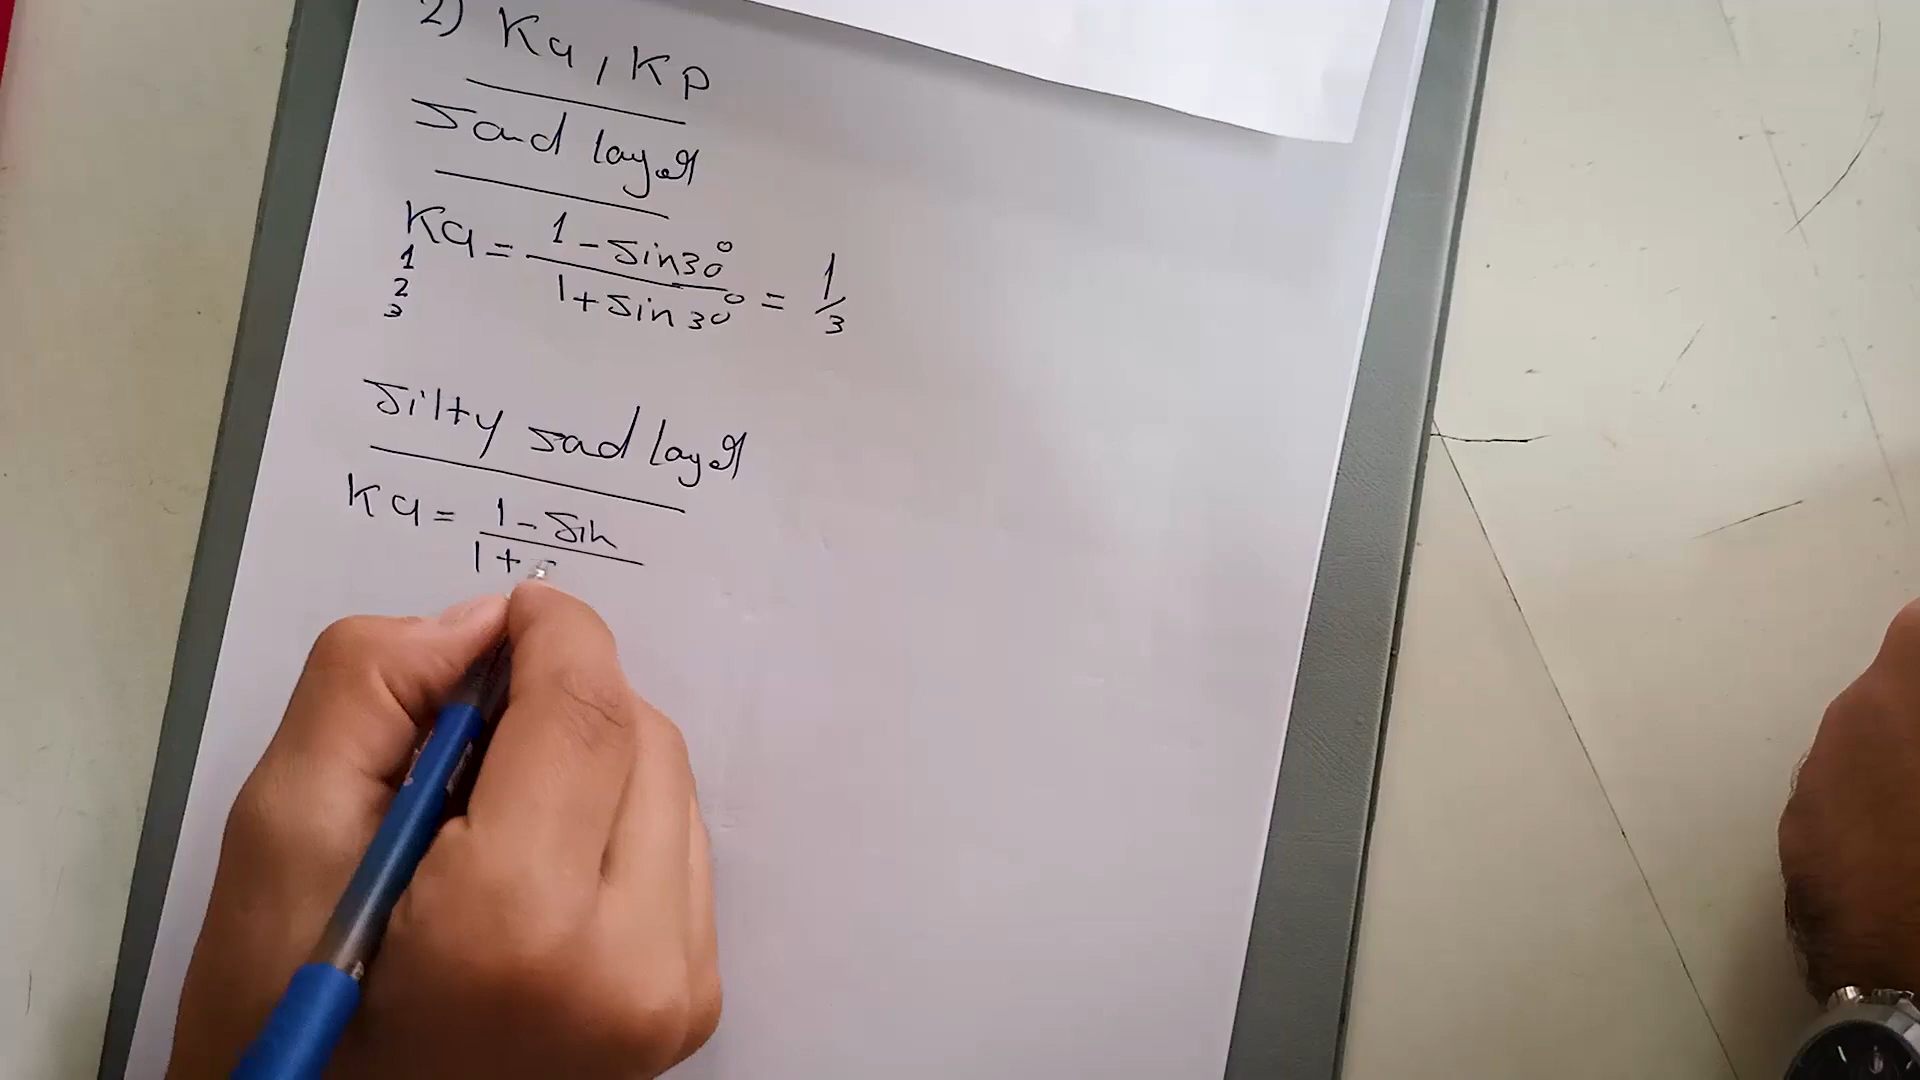 2) Ka, Kp
Sand layer
Ka = 1 - Sin30° / 1 + Sin30° = 1/3
1
2
3
Silty sad layer
Ka = 1 - Sin / 1 +